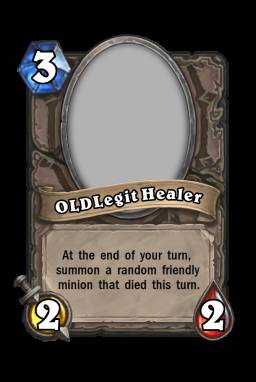 3
OLDLegit Healer
At the end of your turn,
summon a random friendly
minion that died this turn.
2 2